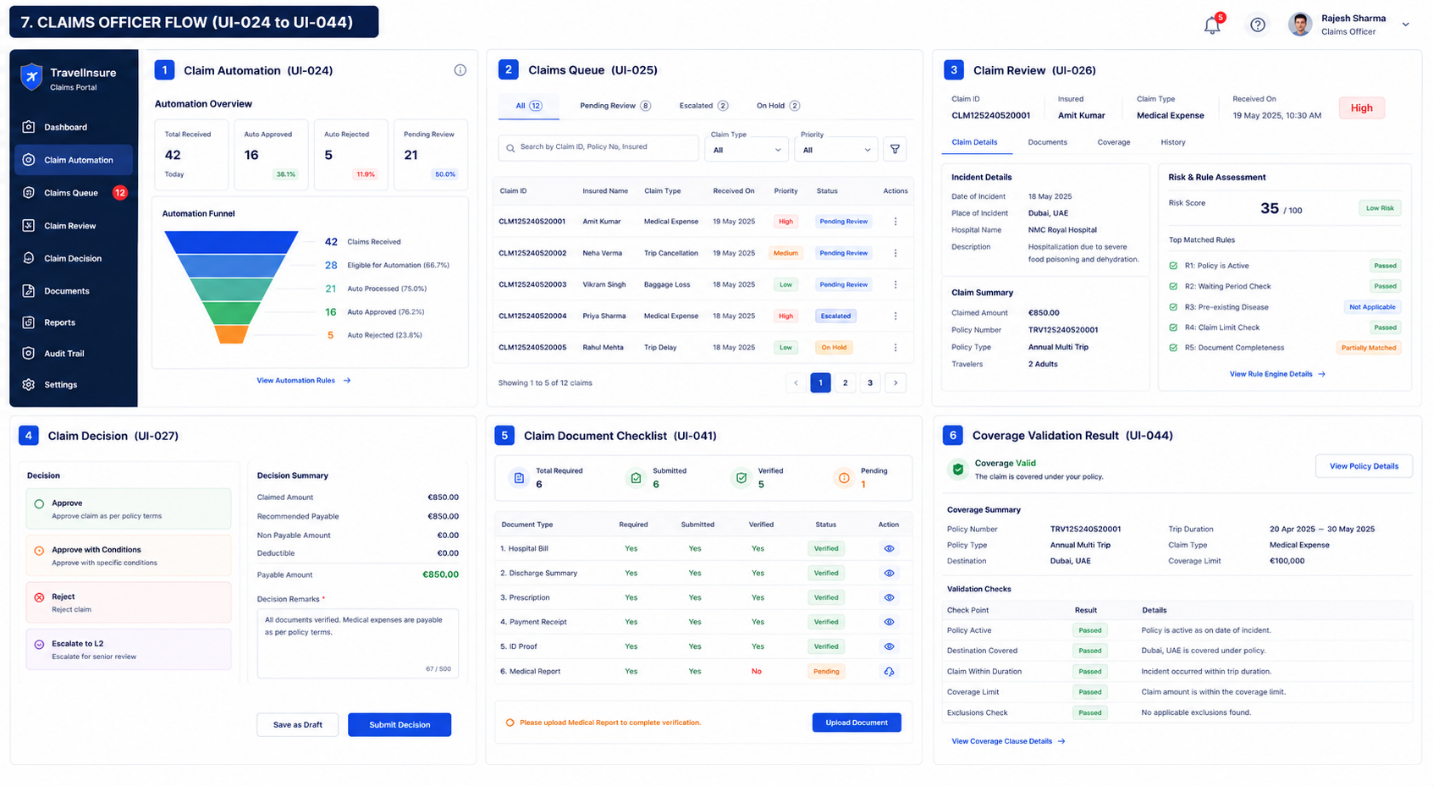 7. CLAIMS OFFICER FLOW (UI-024 to UI-044)
5
Rajesh Sharma
Claims Officer
TravelInsure
Claims Portal
Dashboard
Claim Automation
Claims Queue 12
Claim Review
Claim Decision
Documents
Reports
Audit Trail
Settings
1 Claim Automation (UI-024)
Automation Overview
Total Received
42
Today
Auto Approved
16
38.1%
Auto Rejected
5
11.9%
Pending Review
21
50.0%
Automation Funnel
42 Claims Received
28 Eligible for Automation (66.7%)
21 Auto Processed (75.0%)
16 Auto Approved (76.2%)
5 Auto Rejected (23.8%)
View Automation Rules →
2 Claims Queue (UI-025)
All 12 Pending Review 8 Escalated 2 On Hold 2
Search by Claim ID, Policy No, Insured
Claim Type
All
Priority
All
Claim ID Insured Name Claim Type Received On Priority Status Actions
CLM125240520001 Amit Kumar Medical Expense 19 May 2025 High Pending Review
CLM125240520002 Neha Verma Trip Cancellation 19 May 2025 Medium Pending Review
CLM125240520003 Vikram Singh Baggage Loss 18 May 2025 Low Pending Review
CLM125240520004 Priya Sharma Medical Expense 18 May 2025 High Escalated
CLM125240520005 Rahul Mehta Trip Delay 18 May 2025 Low On Hold
Showing 1 to 5 of 12 claims
< 1 2 3 >
3 Claim Review (UI-026)
Claim ID Insured Claim Type Received On
CLM125240520001 Amit Kumar Medical Expense 19 May 2025, 10:30 AM High
Claim Details Documents Coverage History
Incident Details
Date of Incident 18 May 2025
Place of Incident Dubai, UAE
Hospital Name NMC Royal Hospital
Description Hospitalization due to severe
food poisoning and dehydration.
Claim Summary
Claimed Amount €850.00
Policy Number TRV125240520001
Policy Type Annual Multi Trip
Travelers 2 Adults
Risk & Rule Assessment
Risk Score 35 / 100 Low Risk
Top Matched Rules
R1: Policy is Active Passed
R2: Waiting Period Check Passed
R3: Pre-existing Disease Not Applicable
R4: Claim Limit Check Passed
R5: Document Completeness Partially Matched
View Rule Engine Details →
4 Claim Decision (UI-027)
Decision
Approve
Approve claim as per policy terms
Approve with Conditions
Approve with specific conditions
Reject
Reject claim
Escalate to L2
Escalate for senior review
Decision Summary
Claimed Amount €850.00
Recommended Payable €850.00
Non Payable Amount €0.00
Deductible €0.00
Payable Amount €850.00
Decision Remarks *
All documents verified. Medical expenses are payable
as per policy terms.
67 / 500
Save as Draft Submit Decision
5 Claim Document Checklist (UI-041)
Total Required
6
Submitted
6
Verified
5
Pending
1
Document Type Required Submitted Verified Status Action
1. Hospital Bill Yes Yes Yes Verified
2. Discharge Summary Yes Yes Yes Verified
3. Prescription Yes Yes Yes Verified
4. Payment Receipt Yes Yes Yes Verified
5. ID Proof Yes Yes Yes Verified
6. Medical Report Yes Yes No Pending
Please upload Medical Report to complete verification. Upload Document
6 Coverage Validation Result (UI-044)
Coverage Valid
The claim is covered under your policy.
View Policy Details
Coverage Summary
Policy Number TRV125240520001 Trip Duration 20 Apr 2025 — 30 May 2025
Policy Type Annual Multi Trip Claim Type Medical Expense
Destination Dubai, UAE Coverage Limit €100,000
Validation Checks
Check Point Result Details
Policy Active Passed Policy is active as on date of incident.
Destination Covered Passed Dubai, UAE is covered under policy.
Claim Within Duration Passed Incident occurred within trip duration.
Coverage Limit Passed Claim amount is within the coverage limit.
Exclusions Check Passed No applicable exclusions found.
View Coverage Clause Details →